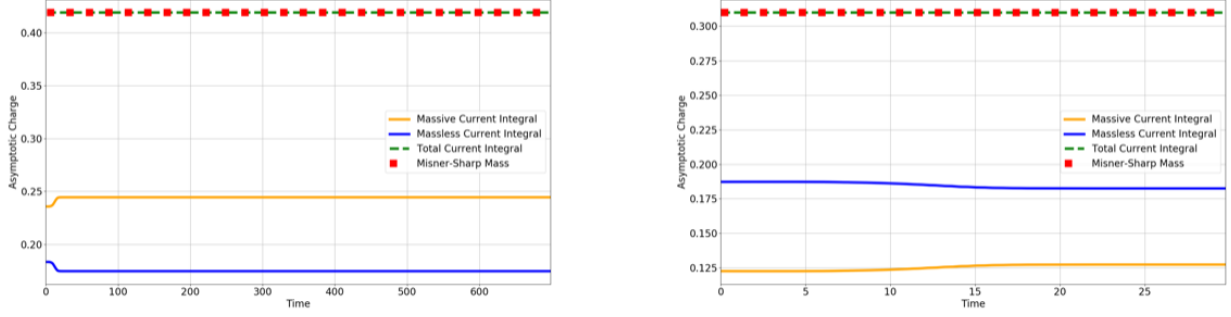 0.40
0.35
0.30
0.25
0.20
Asymptotic Charge
Massive Current Integral
Massless Current Integral
Total Current Integral
Misner-Sharp Mass
0 100 200 300 400 500 600
Time
0.300
0.275
0.250
0.225
0.200
0.175
0.150
0.125
Asymptotic Charge
Massive Current Integral
Massless Current Integral
Total Current Integral
Misner-Sharp Mass
0 5 10 15 20 25
Time